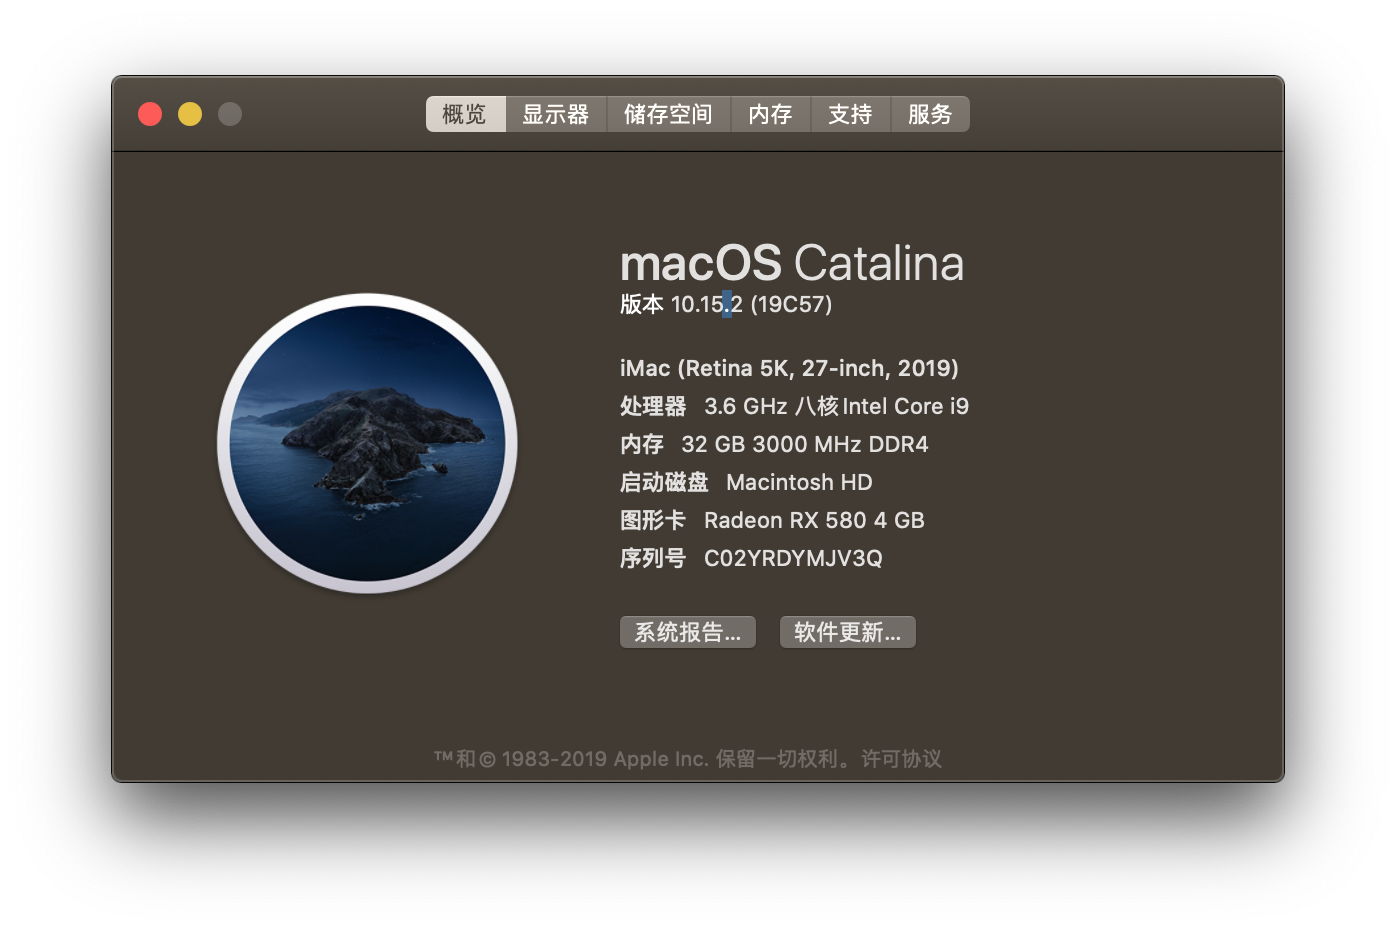 概览 显示器 储存空间 内存 支持 服务
macOS Catalina
版本 10.15.2 (19C57)
iMac (Retina 5K, 27-inch, 2019)
处理器 3.6 GHz 八核Intel Core i9
内存 32 GB 3000 MHz DDR4
启动磁盘 Macintosh HD
图形卡 Radeon RX 580 4 GB
序列号 C02YRDYMJV3Q
系统报告... 软件更新...
™和© 1983-2019 Apple Inc. 保留一切权利。许可协议